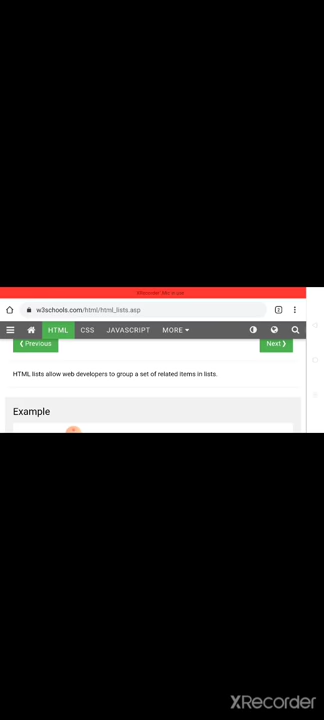 w3schools.com/html/html_lists.asp
2
HTML CSS JAVASCRIPT MORE
❮ Previous Next ❯
HTML lists allow web developers to group a set of related items in lists.
Example
XRecorder